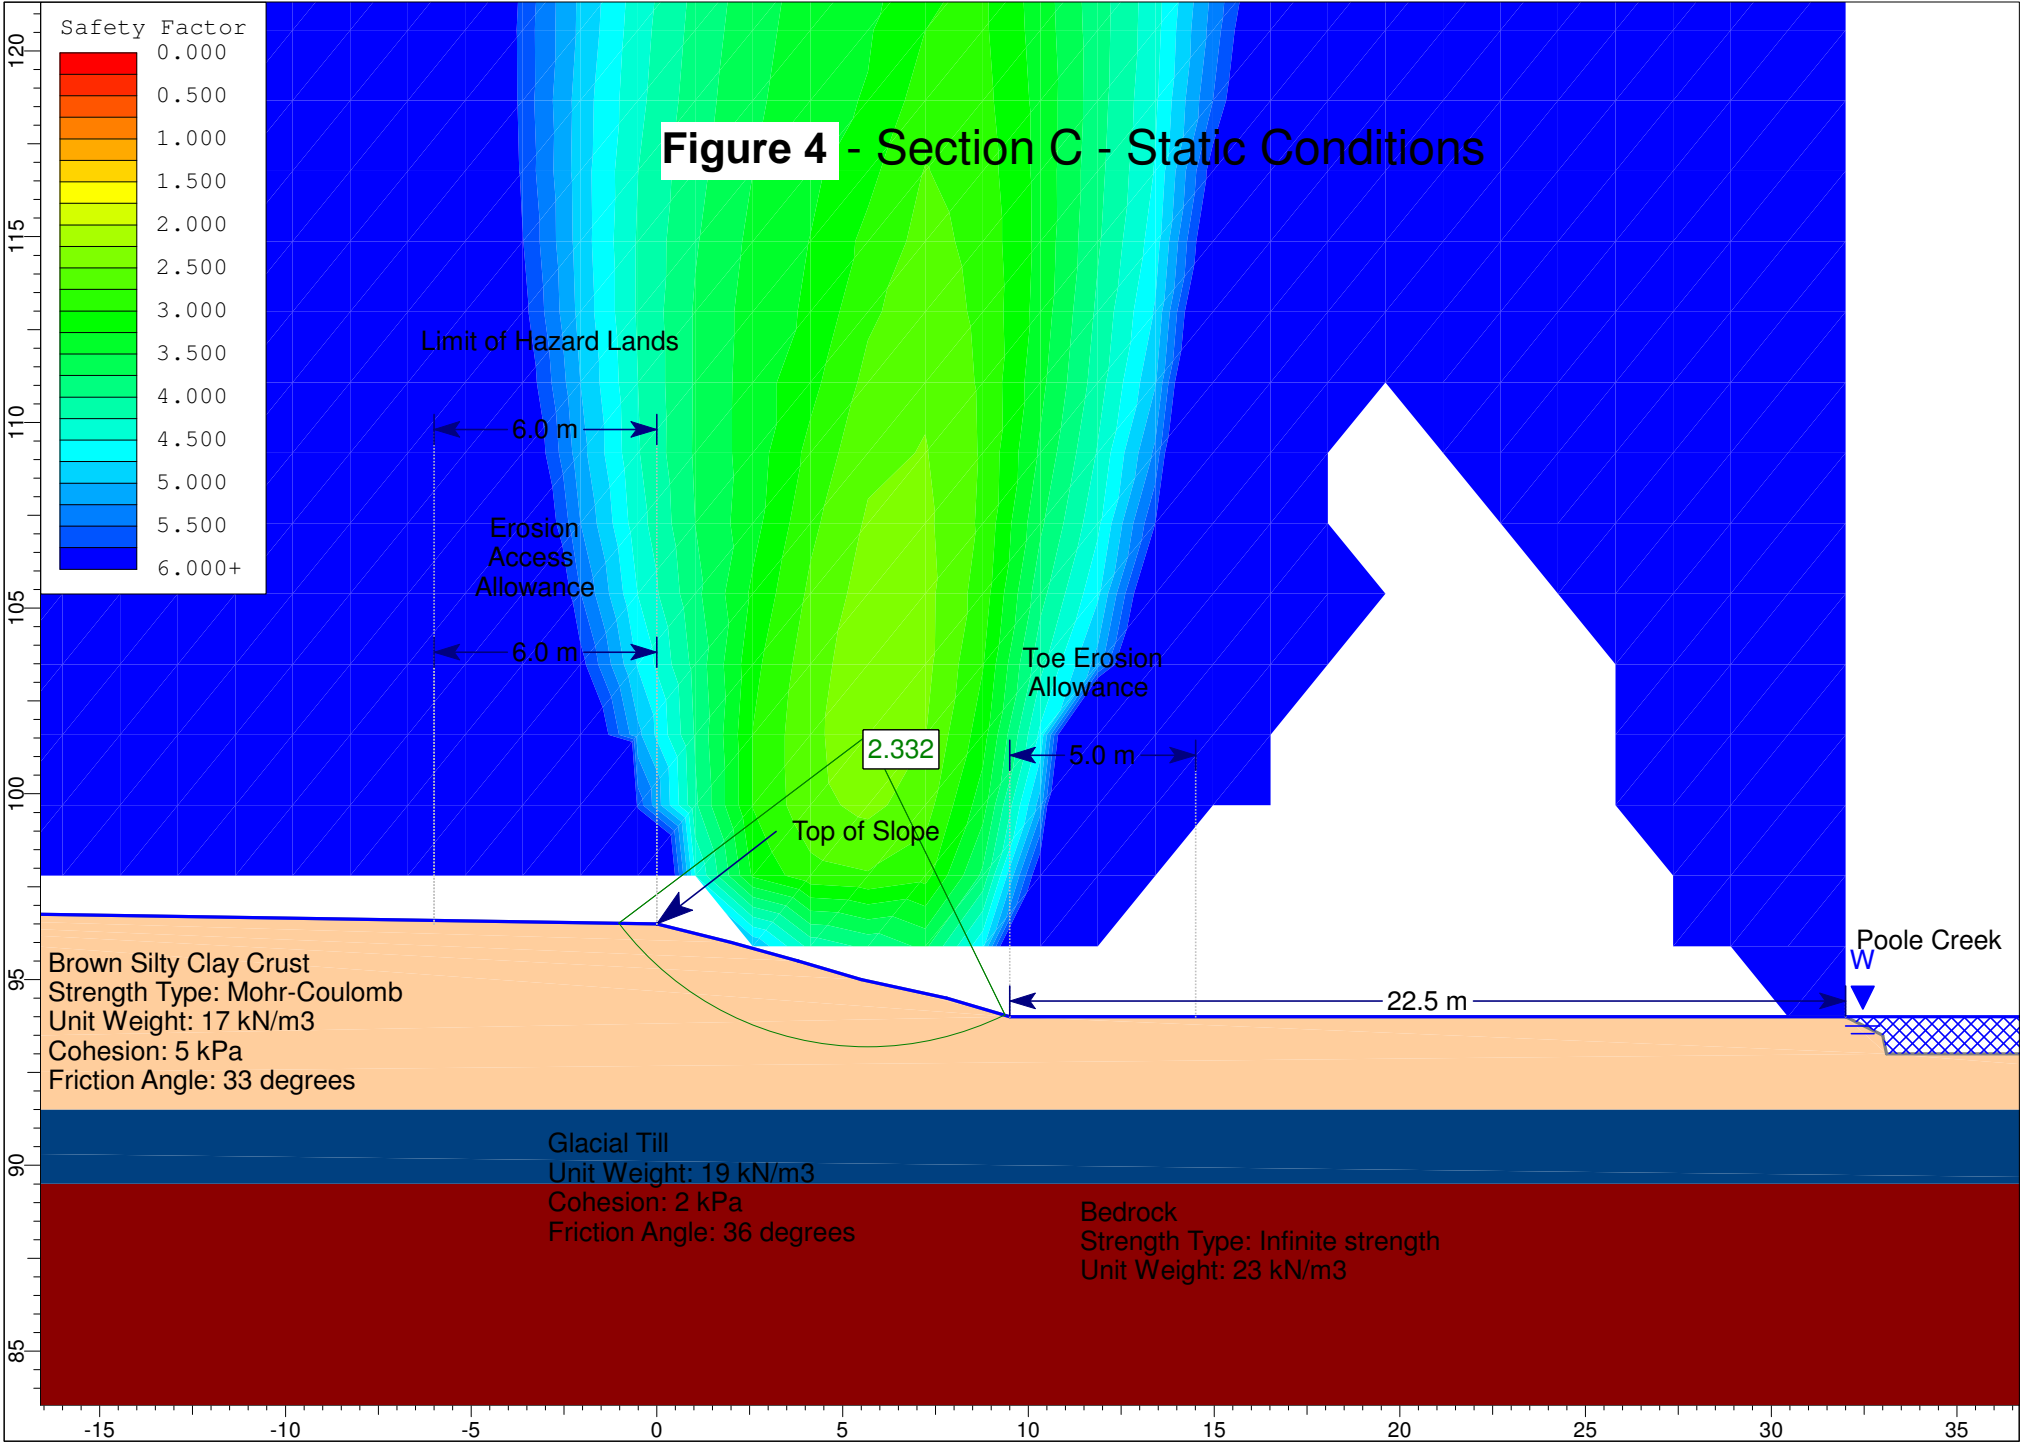 Safety Factor
0.000
0.500
1.000
1.500
2.000
2.500
3.000
3.500
4.000
4.500
5.000
5.500
6.000+
Figure 4 - Section C - Static Conditions
Limit of Hazard Lands
6.0 m
Erosion
Access
Allowance
6.0 m
Toe Erosion
Allowance
5.0 m
2.332
Top of Slope
22.5 m
Poole Creek
W
Brown Silty Clay Crust
Strength Type: Mohr-Coulomb
Unit Weight: 17 kN/m3
Cohesion: 5 kPa
Friction Angle: 33 degrees
Glacial Till
Unit Weight: 19 kN/m3
Cohesion: 2 kPa
Friction Angle: 36 degrees
Bedrock
Strength Type: Infinite strength
Unit Weight: 23 kN/m3
120
115
110
105
100
95
90
85
-15 -10 -5 0 5 10 15 20 25 30 35